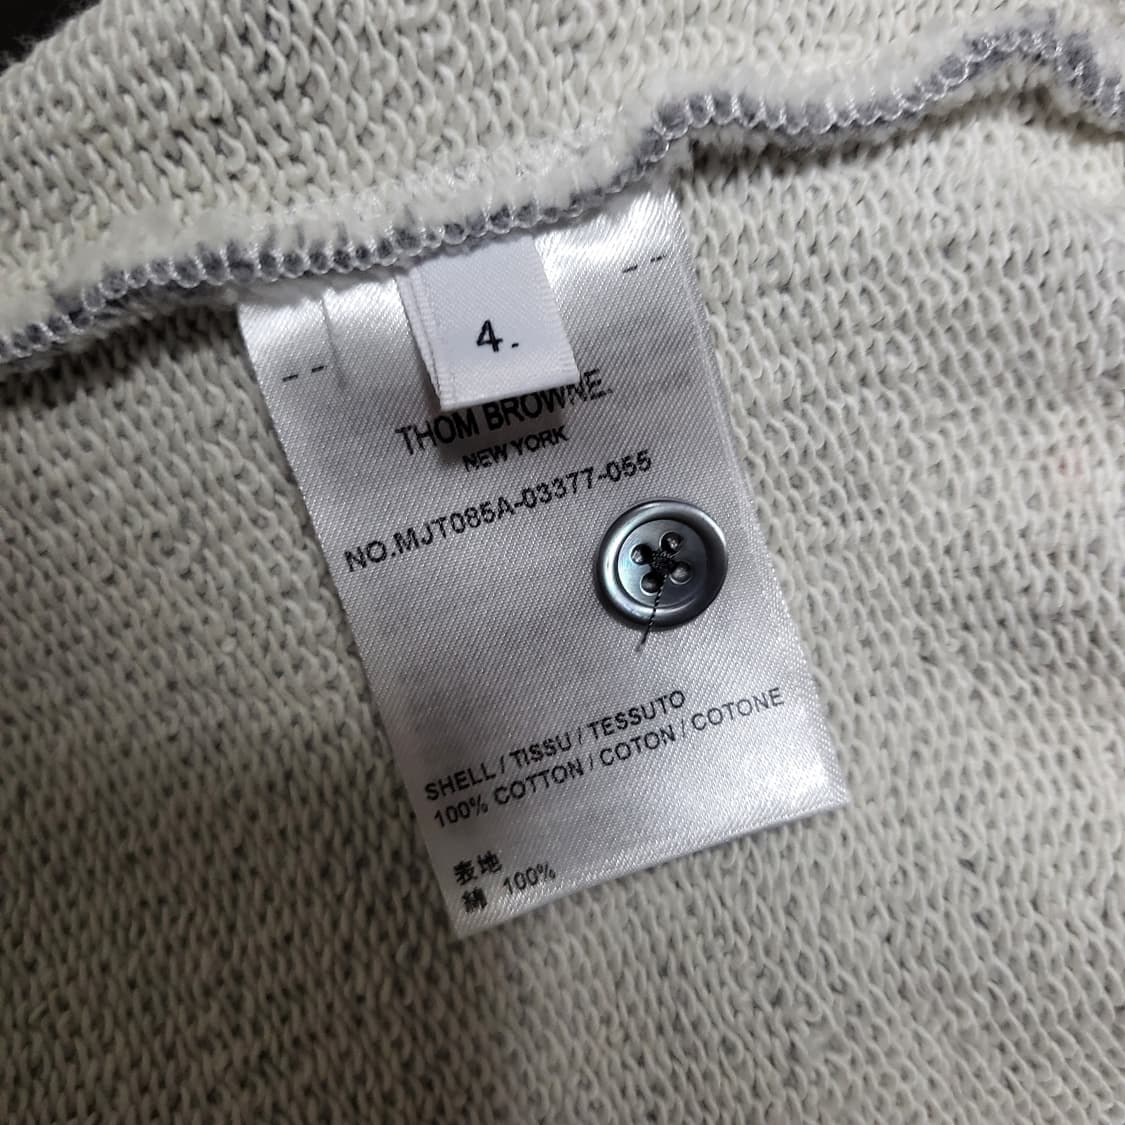 4.
THOM BROWNE.
NEW YORK
NO.MJT085A-03377-055
SHELL / TISSU / TESSUTO
100% COTTON / COTON / COTONE
表地
綿 100%